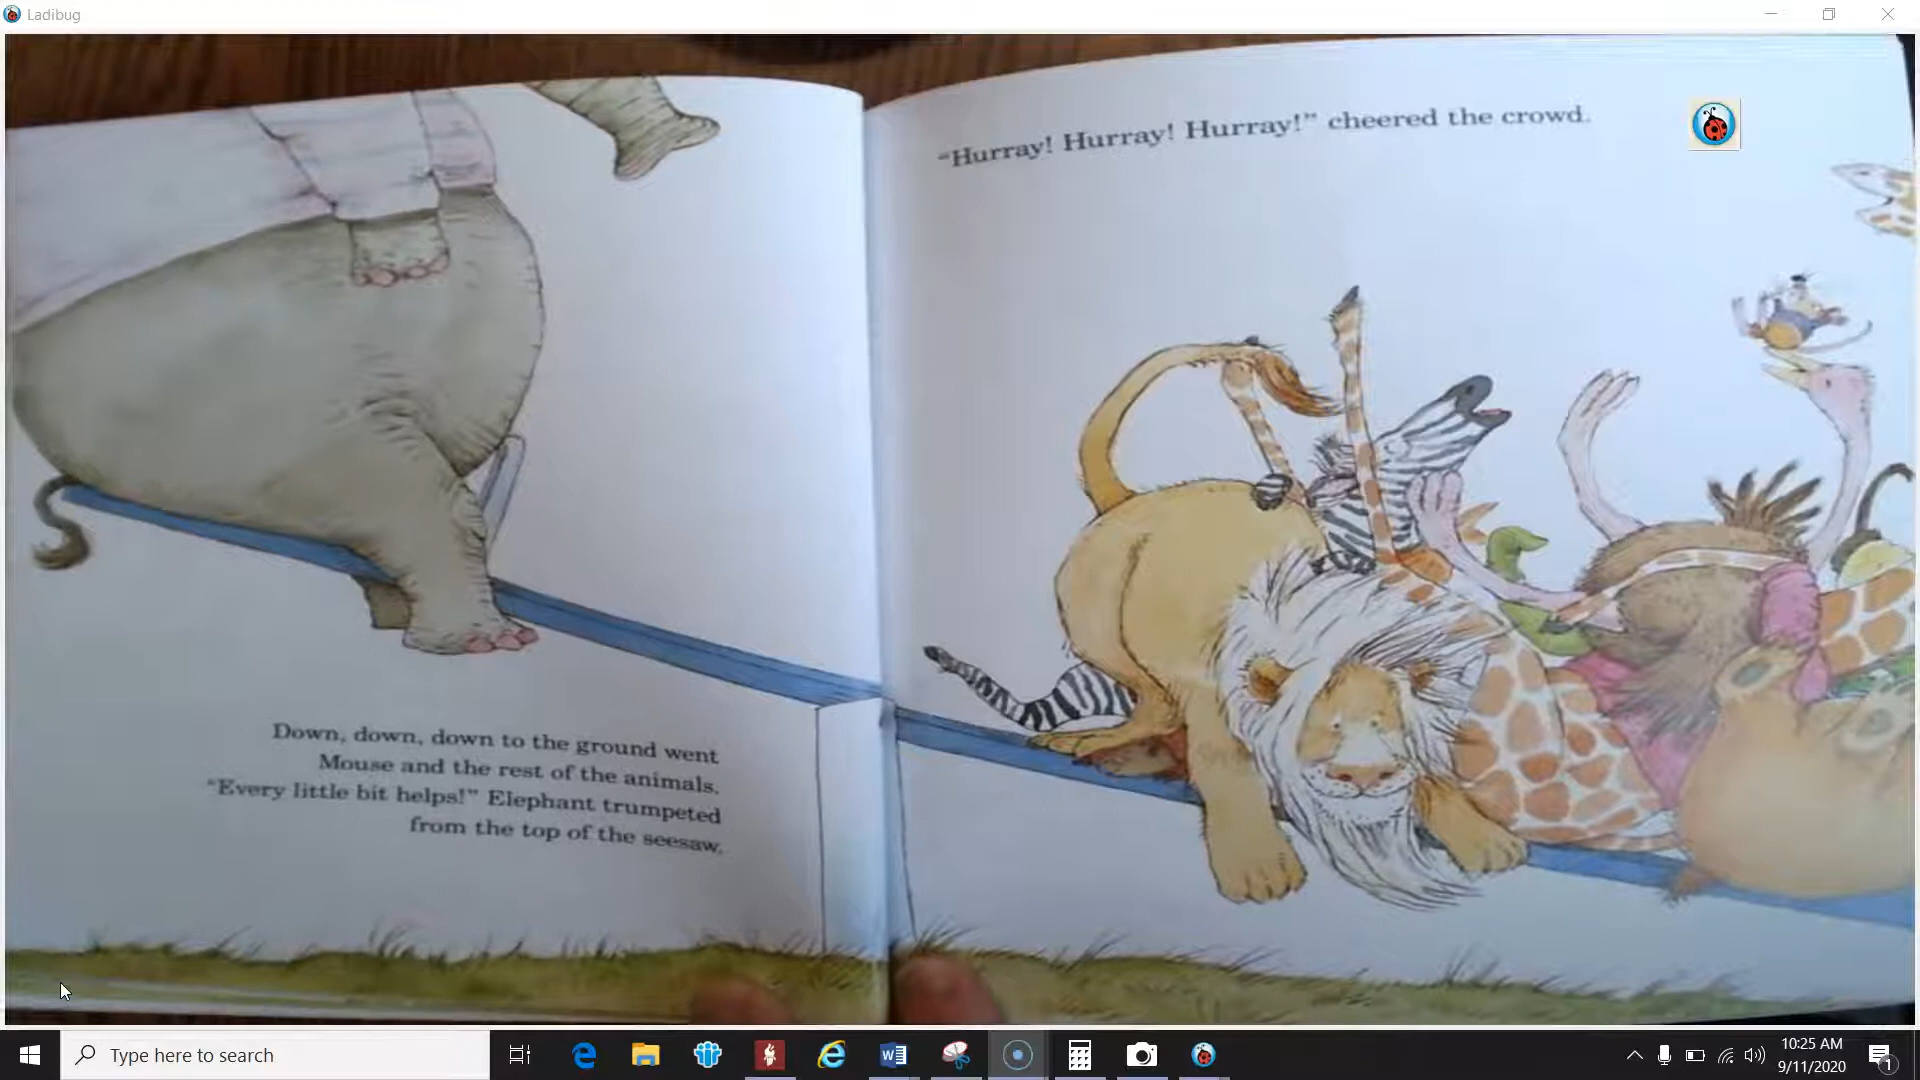 Ladibug
"Hurray! Hurray! Hurray!" cheered the crowd.
Down, down, down to the ground went
Mouse and the rest of the animals.
"Every little bit helps!" Elephant trumpeted
from the top of the seesaw.
Type here to search
10:25 AM
9/11/2020
1